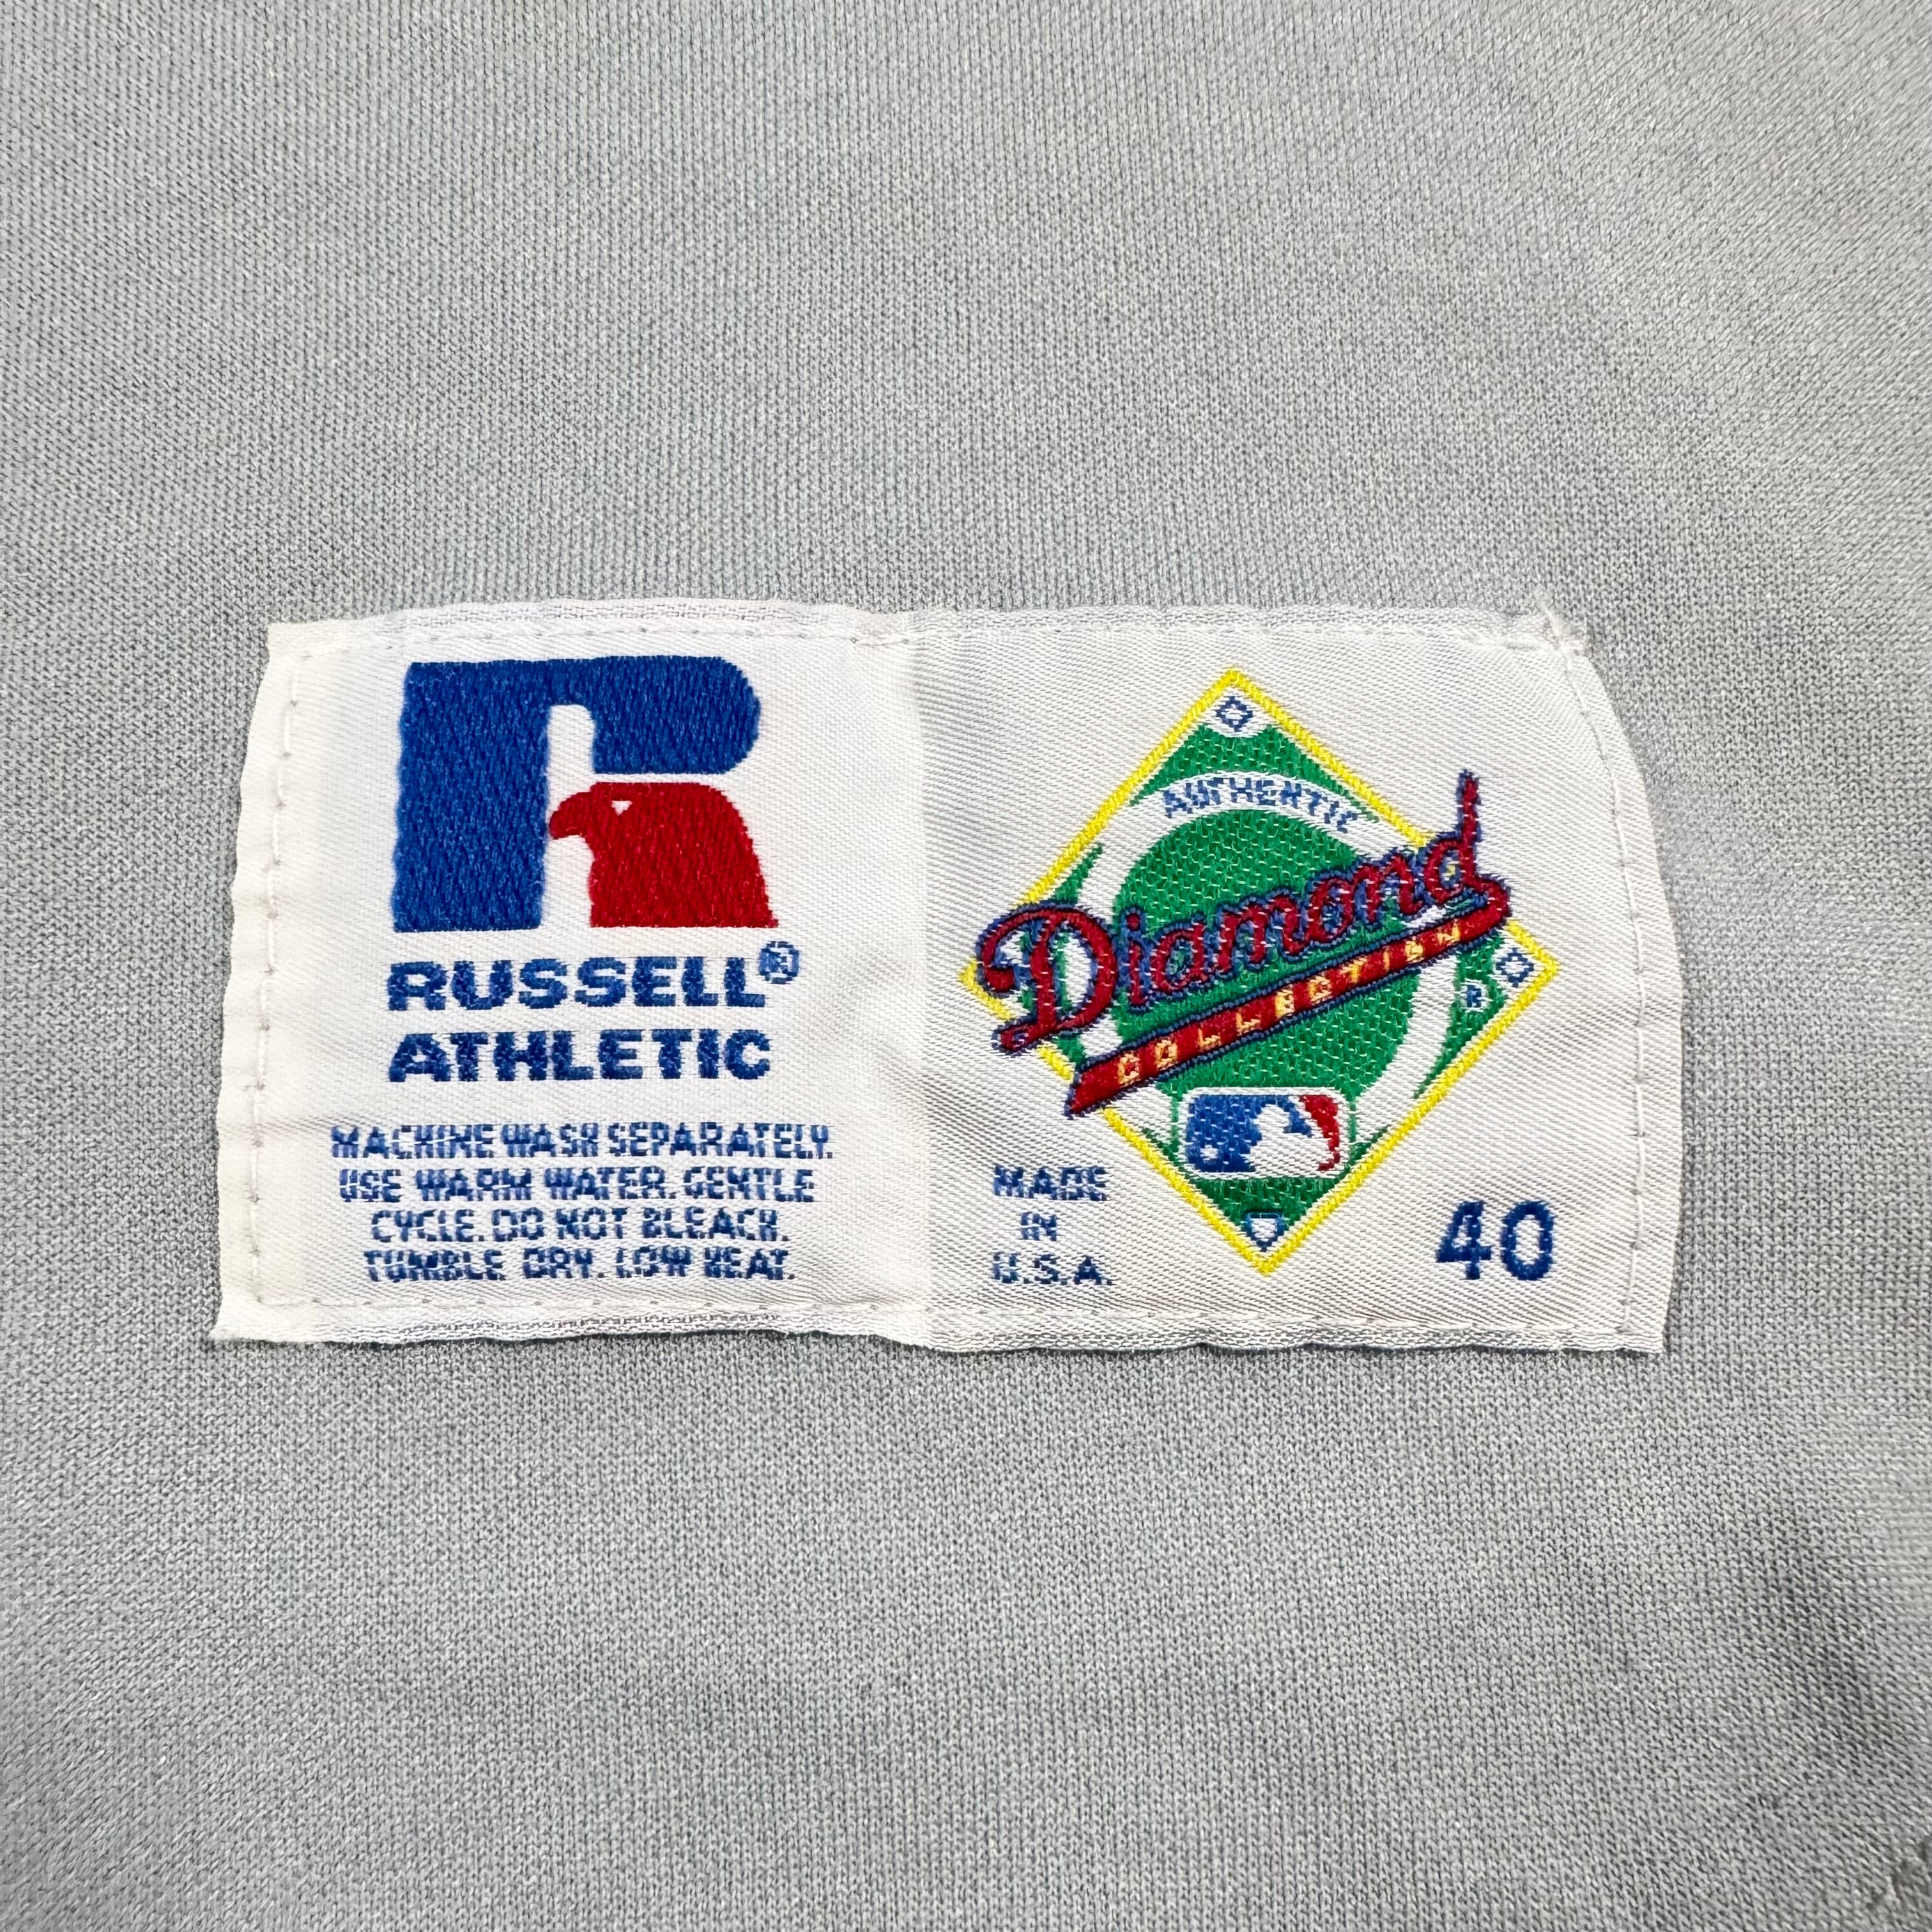 RUSSELL®
ATHLETIC
MACHINE WASH SEPARATELY.
USE WARM WATER. GENTLE
CYCLE. DO NOT BLEACH.
TUMBLE DRY. LOW HEAT.
AUTHENTIC
Diamond
COLLECTION
®
MADE
IN
U.S.A.
40